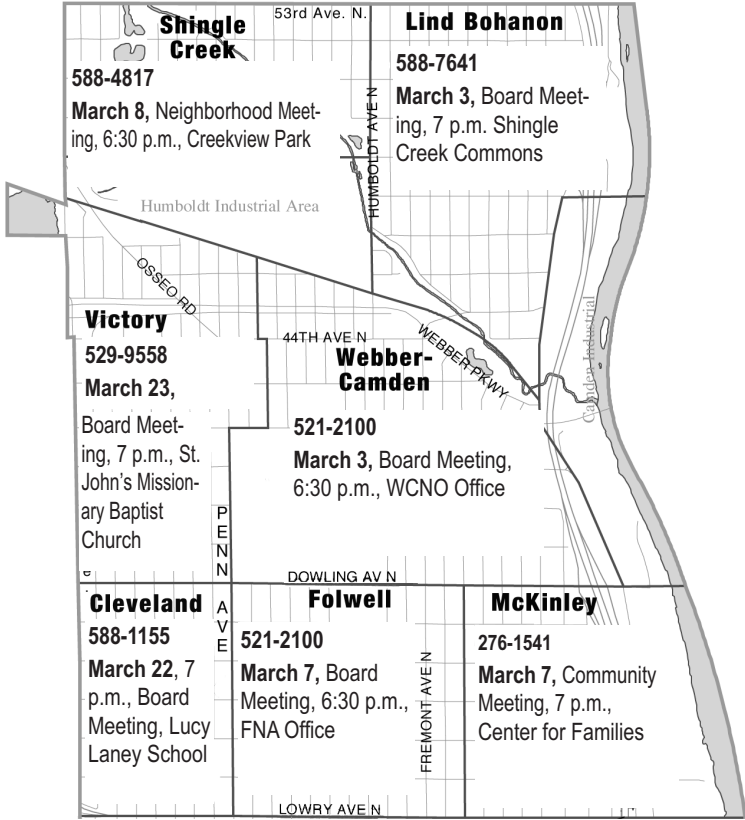 53rd Ave. N.
Shingle
Creek
588-4817
March 8, Neighborhood Meet-
ing, 6:30 p.m., Creekview Park
Lind Bohanon
588-7641
March 3, Board Meet-
ing, 7 p.m. Shingle
Creek Commons
HUMBOLDT AVE N
Humboldt Industrial Area
OSSEO RD
Victory
529-9558
March 23,
Board Meet-
ing, 7 p.m., St.
John's Mission-
ary Baptist
Church
44TH AVE N
WEBBER PKWY
Webber-
Camden
521-2100
March 3, Board Meeting,
6:30 p.m., WCNO Office
Camden Industrial
PENN AVE
DOWLING AV N
Cleveland
588-1155
March 22, 7
p.m., Board
Meeting, Lucy
Laney School
Folwell
521-2100
March 7, Board
Meeting, 6:30 p.m.,
FNA Office
FREMONT AVE N
McKinley
276-1541
March 7, Community
Meeting, 7 p.m.,
Center for Families
LOWRY AVE N